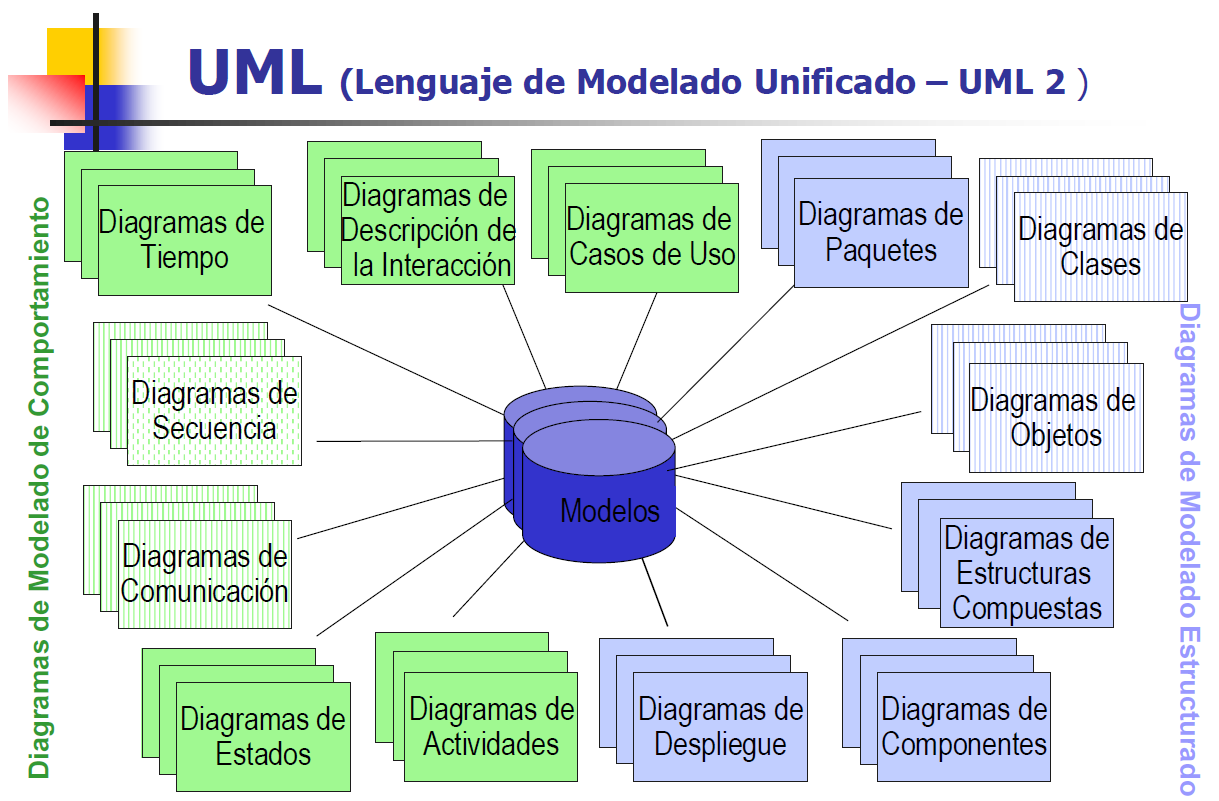 UML (Lenguaje de Modelado Unificado – UML 2 )
Diagramas de Modelado de Comportamiento
Diagramas de
Tiempo
Diagramas de
Descripción de
la Interacción
Diagramas de
Casos de Uso
Diagramas de
Paquetes
Diagramas de
Clases
Diagramas de
Secuencia
Diagramas de
Objetos
Modelos
Diagramas de
Comunicación
Diagramas de
Estructuras
Compuestas
Diagramas de
Estados
Diagramas de
Actividades
Diagramas de
Despliegue
Diagramas de
Componentes
Diagramas de Modelado Estructurado